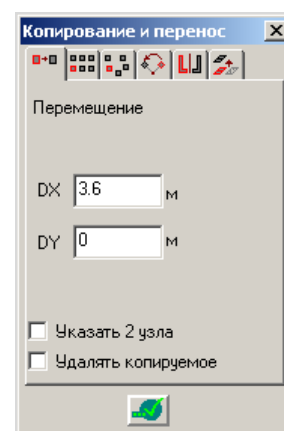 Копирование и перенос
Перемещение
DX 3.6 м
DY 0 м
Указать 2 узла
Удалять копируемое